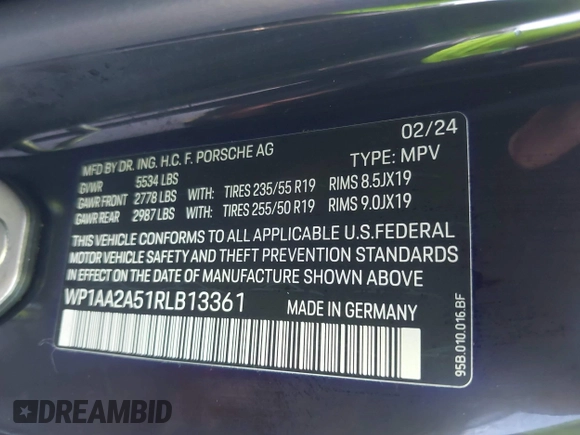 MFD BY DR. ING. H.C. F. PORSCHE AG 02/24
GVWR 5534 LBS TYPE: MPV
GAWR FRONT 2778 LBS WITH: TIRES 235/55 R19 RIMS 8.5JX19
GAWR REAR 2987 LBS WITH: TIRES 255/50 R19 RIMS 9.0JX19
THIS VEHICLE CONFORMS TO ALL APPLICABLE U.S.FEDERAL
MOTOR VEHICLE SAFETY AND THEFT PREVENTION STANDARDS
IN EFFECT ON THE DATE OF MANUFACTURE SHOWN ABOVE
WP1AA2A51RLB13361 MADE IN GERMANY
95B.010.016.BF
DREAMBID